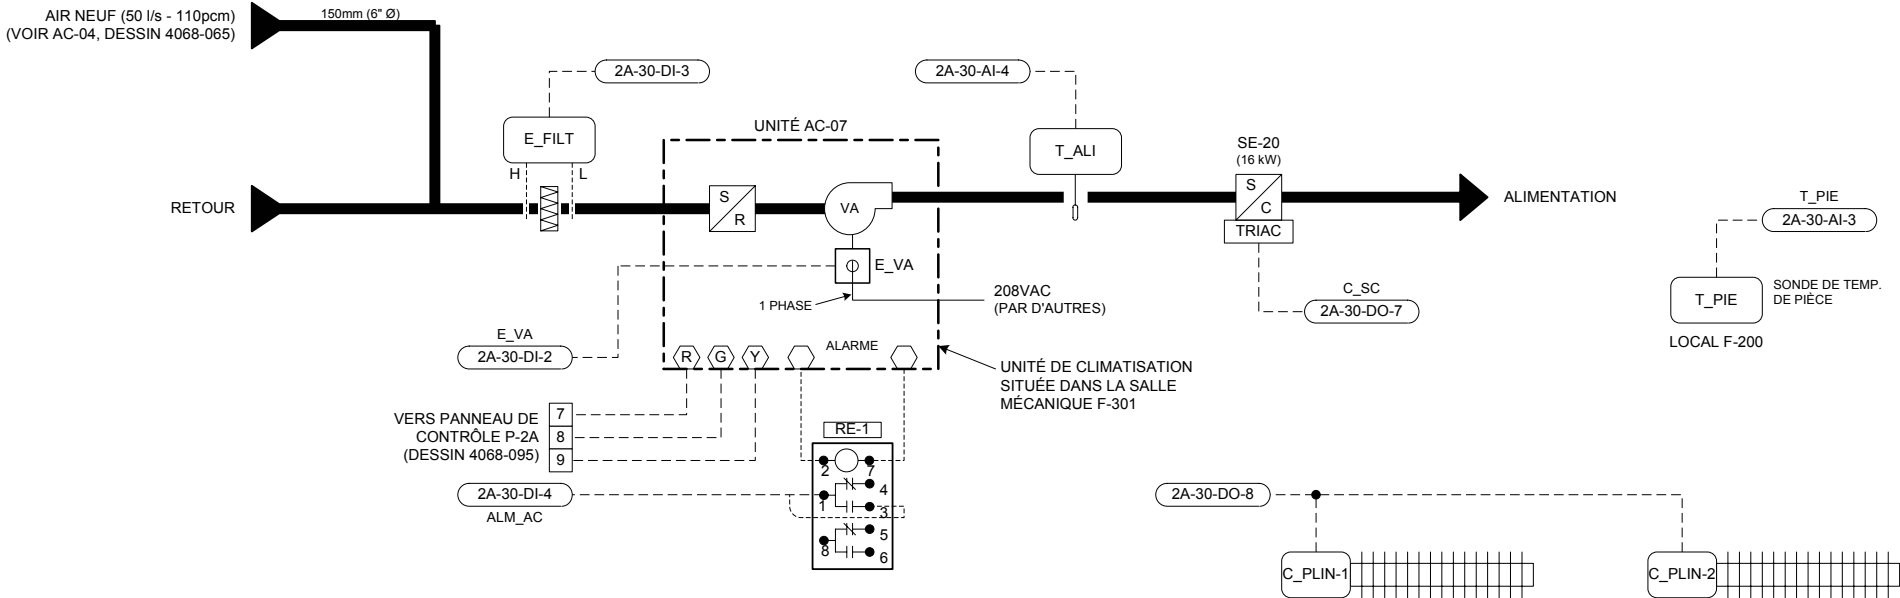 AIR NEUF (50 l/s - 110pcm)
(VOIR AC-04, DESSIN 4068-065)
150mm (6" Ø)
2A-30-DI-3
2A-30-AI-4
E_FILT
H
L
UNITÉ AC-07
T_ALI
SE-20
(16 kW)
S
R
VA
S
C
TRIAC
RETOUR
ALIMENTATION
T_PIE
2A-30-AI-3
E_VA
1 PHASE
208VAC
(PAR D'AUTRES)
C_SC
2A-30-DO-7
T_PIE
SONDE DE TEMP.
DE PIÈCE
LOCAL F-200
E_VA
2A-30-DI-2
R
G
Y
ALARME
UNITÉ DE CLIMATISATION
SITUÉE DANS LA SALLE
MÉCANIQUE F-301
VERS PANNEAU DE
CONTRÔLE P-2A
(DESSIN 4068-095)
7
8
9
RE-1
2
7
4
1
3
5
8
6
2A-30-DI-4
ALM_AC
2A-30-DO-8
C_PLIN-1
C_PLIN-2